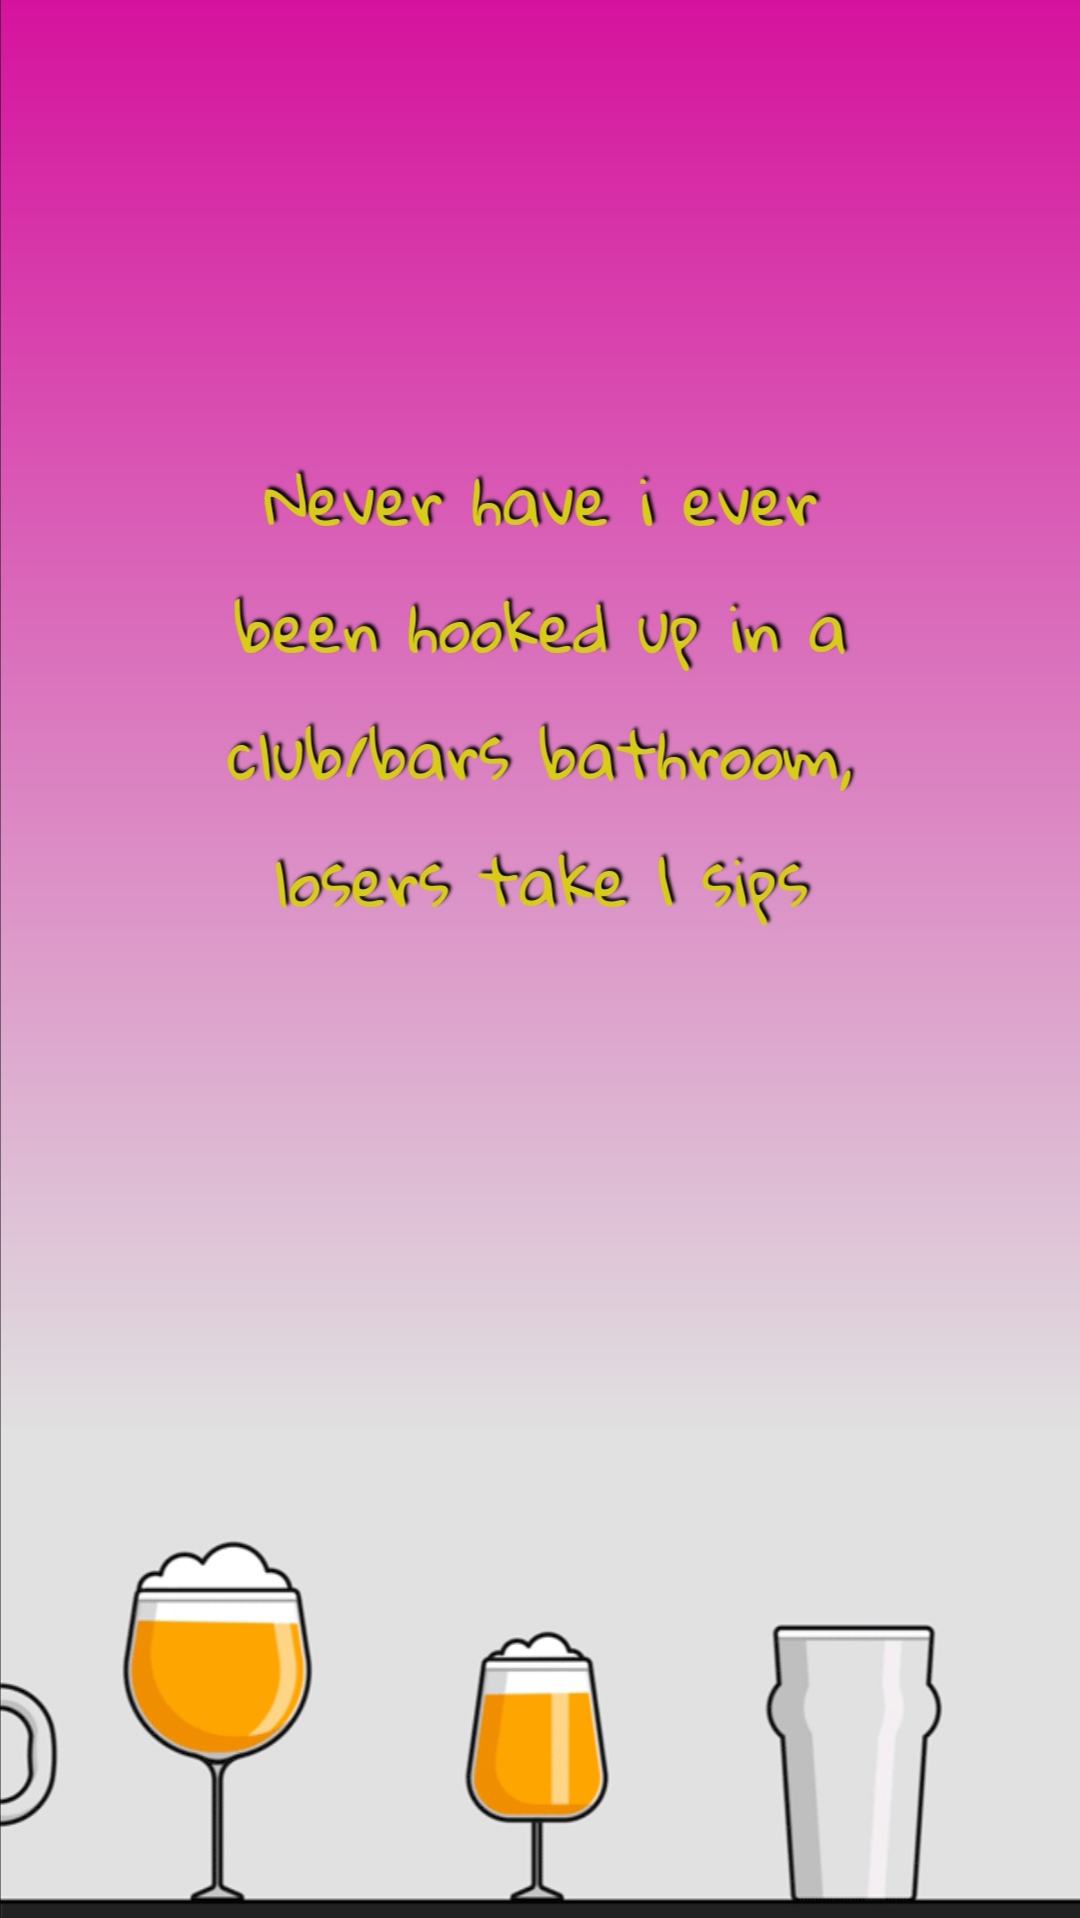 Never have i ever
been hooked up in a
club/bars bathroom,
losers take 1 sips